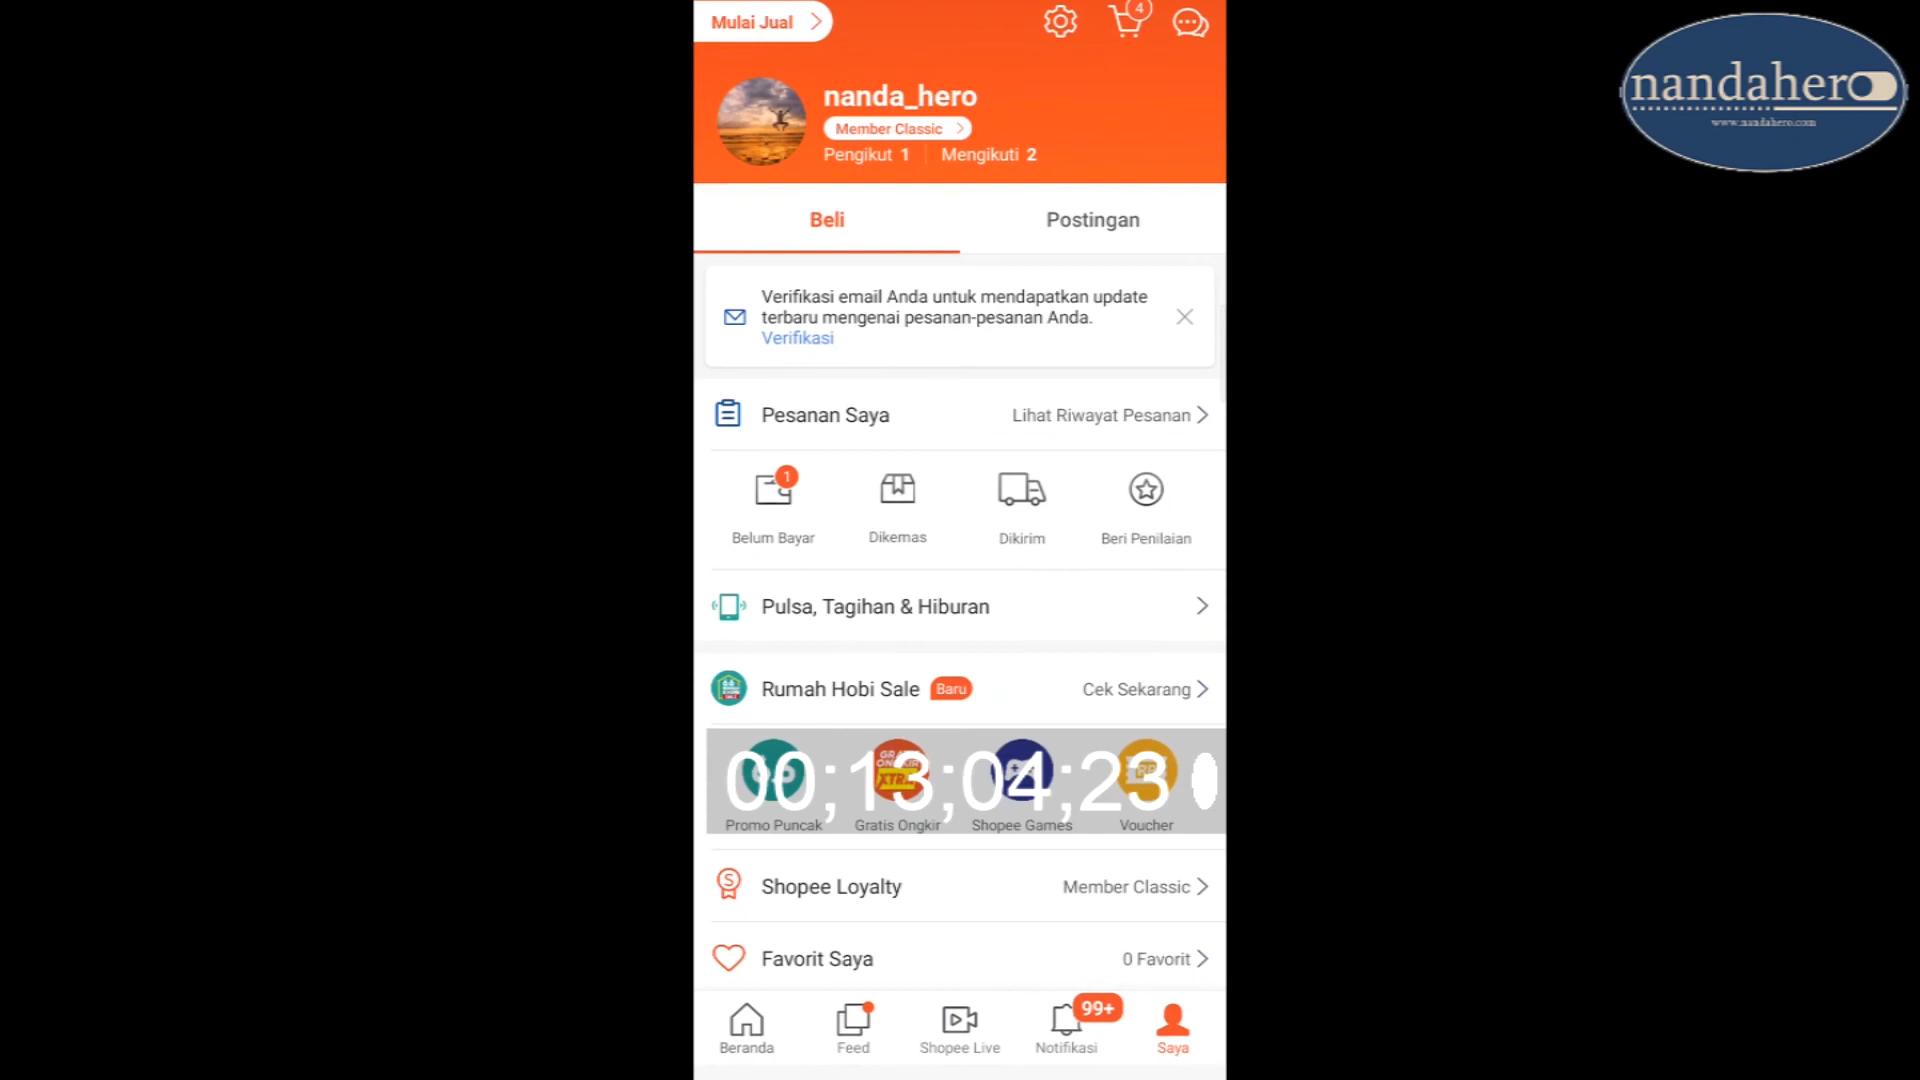 Mulai Jual
4
nanda_hero
Member Classic
Pengikut 1
Mengikuti 2
nandahero
www.nandahero.com
Beli
Postingan
Verifikasi email Anda untuk mendapatkan update
terbaru mengenai pesanan-pesanan Anda.
Verifikasi
Pesanan Saya
Lihat Riwayat Pesanan
1
Belum Bayar
Dikemas
Dikirim
Beri Penilaian
Pulsa, Tagihan & Hiburan
Rumah Hobi Sale
Baru
Cek Sekarang
00;13;04;23
Promo Puncak
Gratis Ongkir
Shopee Games
Voucher
Shopee Loyalty
Member Classic
Favorit Saya
0 Favorit
99+
Beranda
Feed
Shopee Live
Notifikasi
Saya